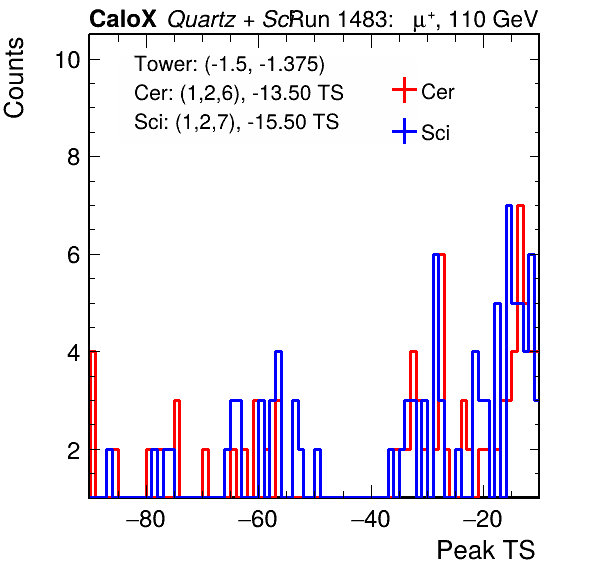 CaloX Quartz + Sci Run 1483: μ+, 110 GeV
Counts
Tower: (-1.5, -1.375)
Cer: (1,2,6), -13.50 TS
Sci: (1,2,7), -15.50 TS
Cer
Sci
10
8
6
4
2
−80 −60 −40 −20
Peak TS